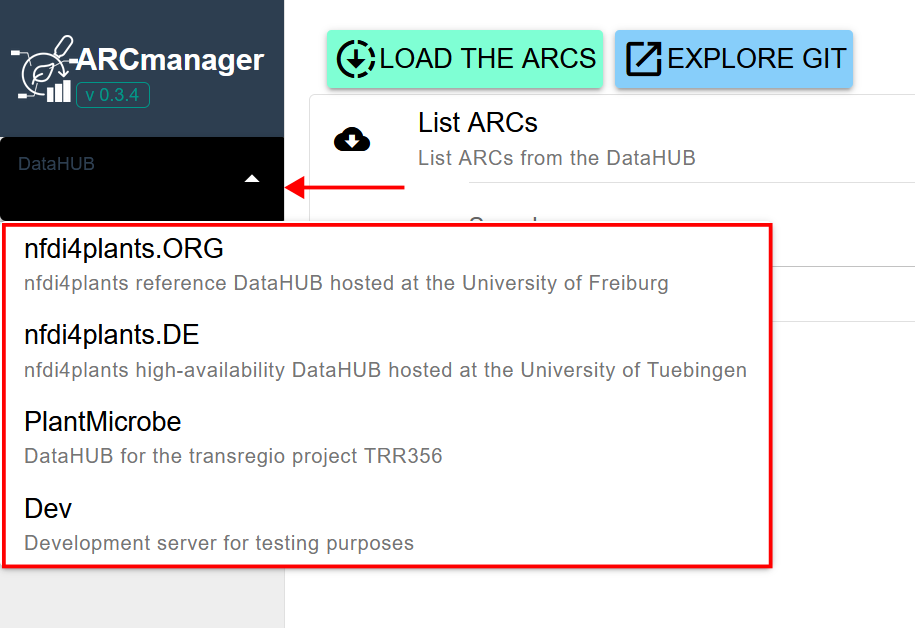 ARCmanager
v 0.3.4
LOAD THE ARCS
EXPLORE GIT
DataHUB
List ARCs
List ARCs from the DataHUB
nfdi4plants.ORG
nfdi4plants reference DataHUB hosted at the University of Freiburg
nfdi4plants.DE
nfdi4plants high-availability DataHUB hosted at the University of Tuebingen
PlantMicrobe
DataHUB for the transregio project TRR356
Dev
Development server for testing purposes